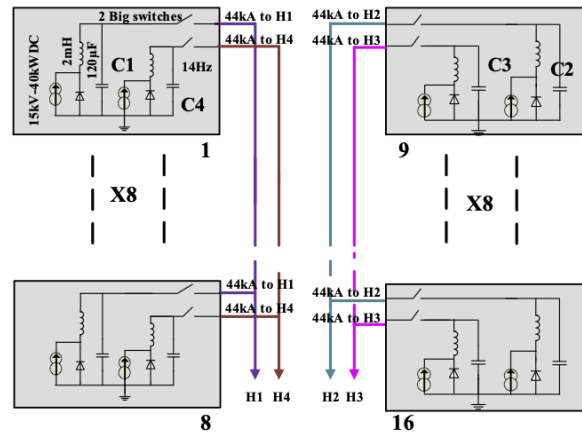 2 Big switches
44kA to H1
44kA to H4
15kV-40kWDC
2mH
120µF
C1
14Hz
C4
1
44kA to H2
44kA to H3
C3
C2
9
X8
X8
44kA to H1
44kA to H4
8
44kA to H2
44kA to H3
16
H1 H4 H2 H3